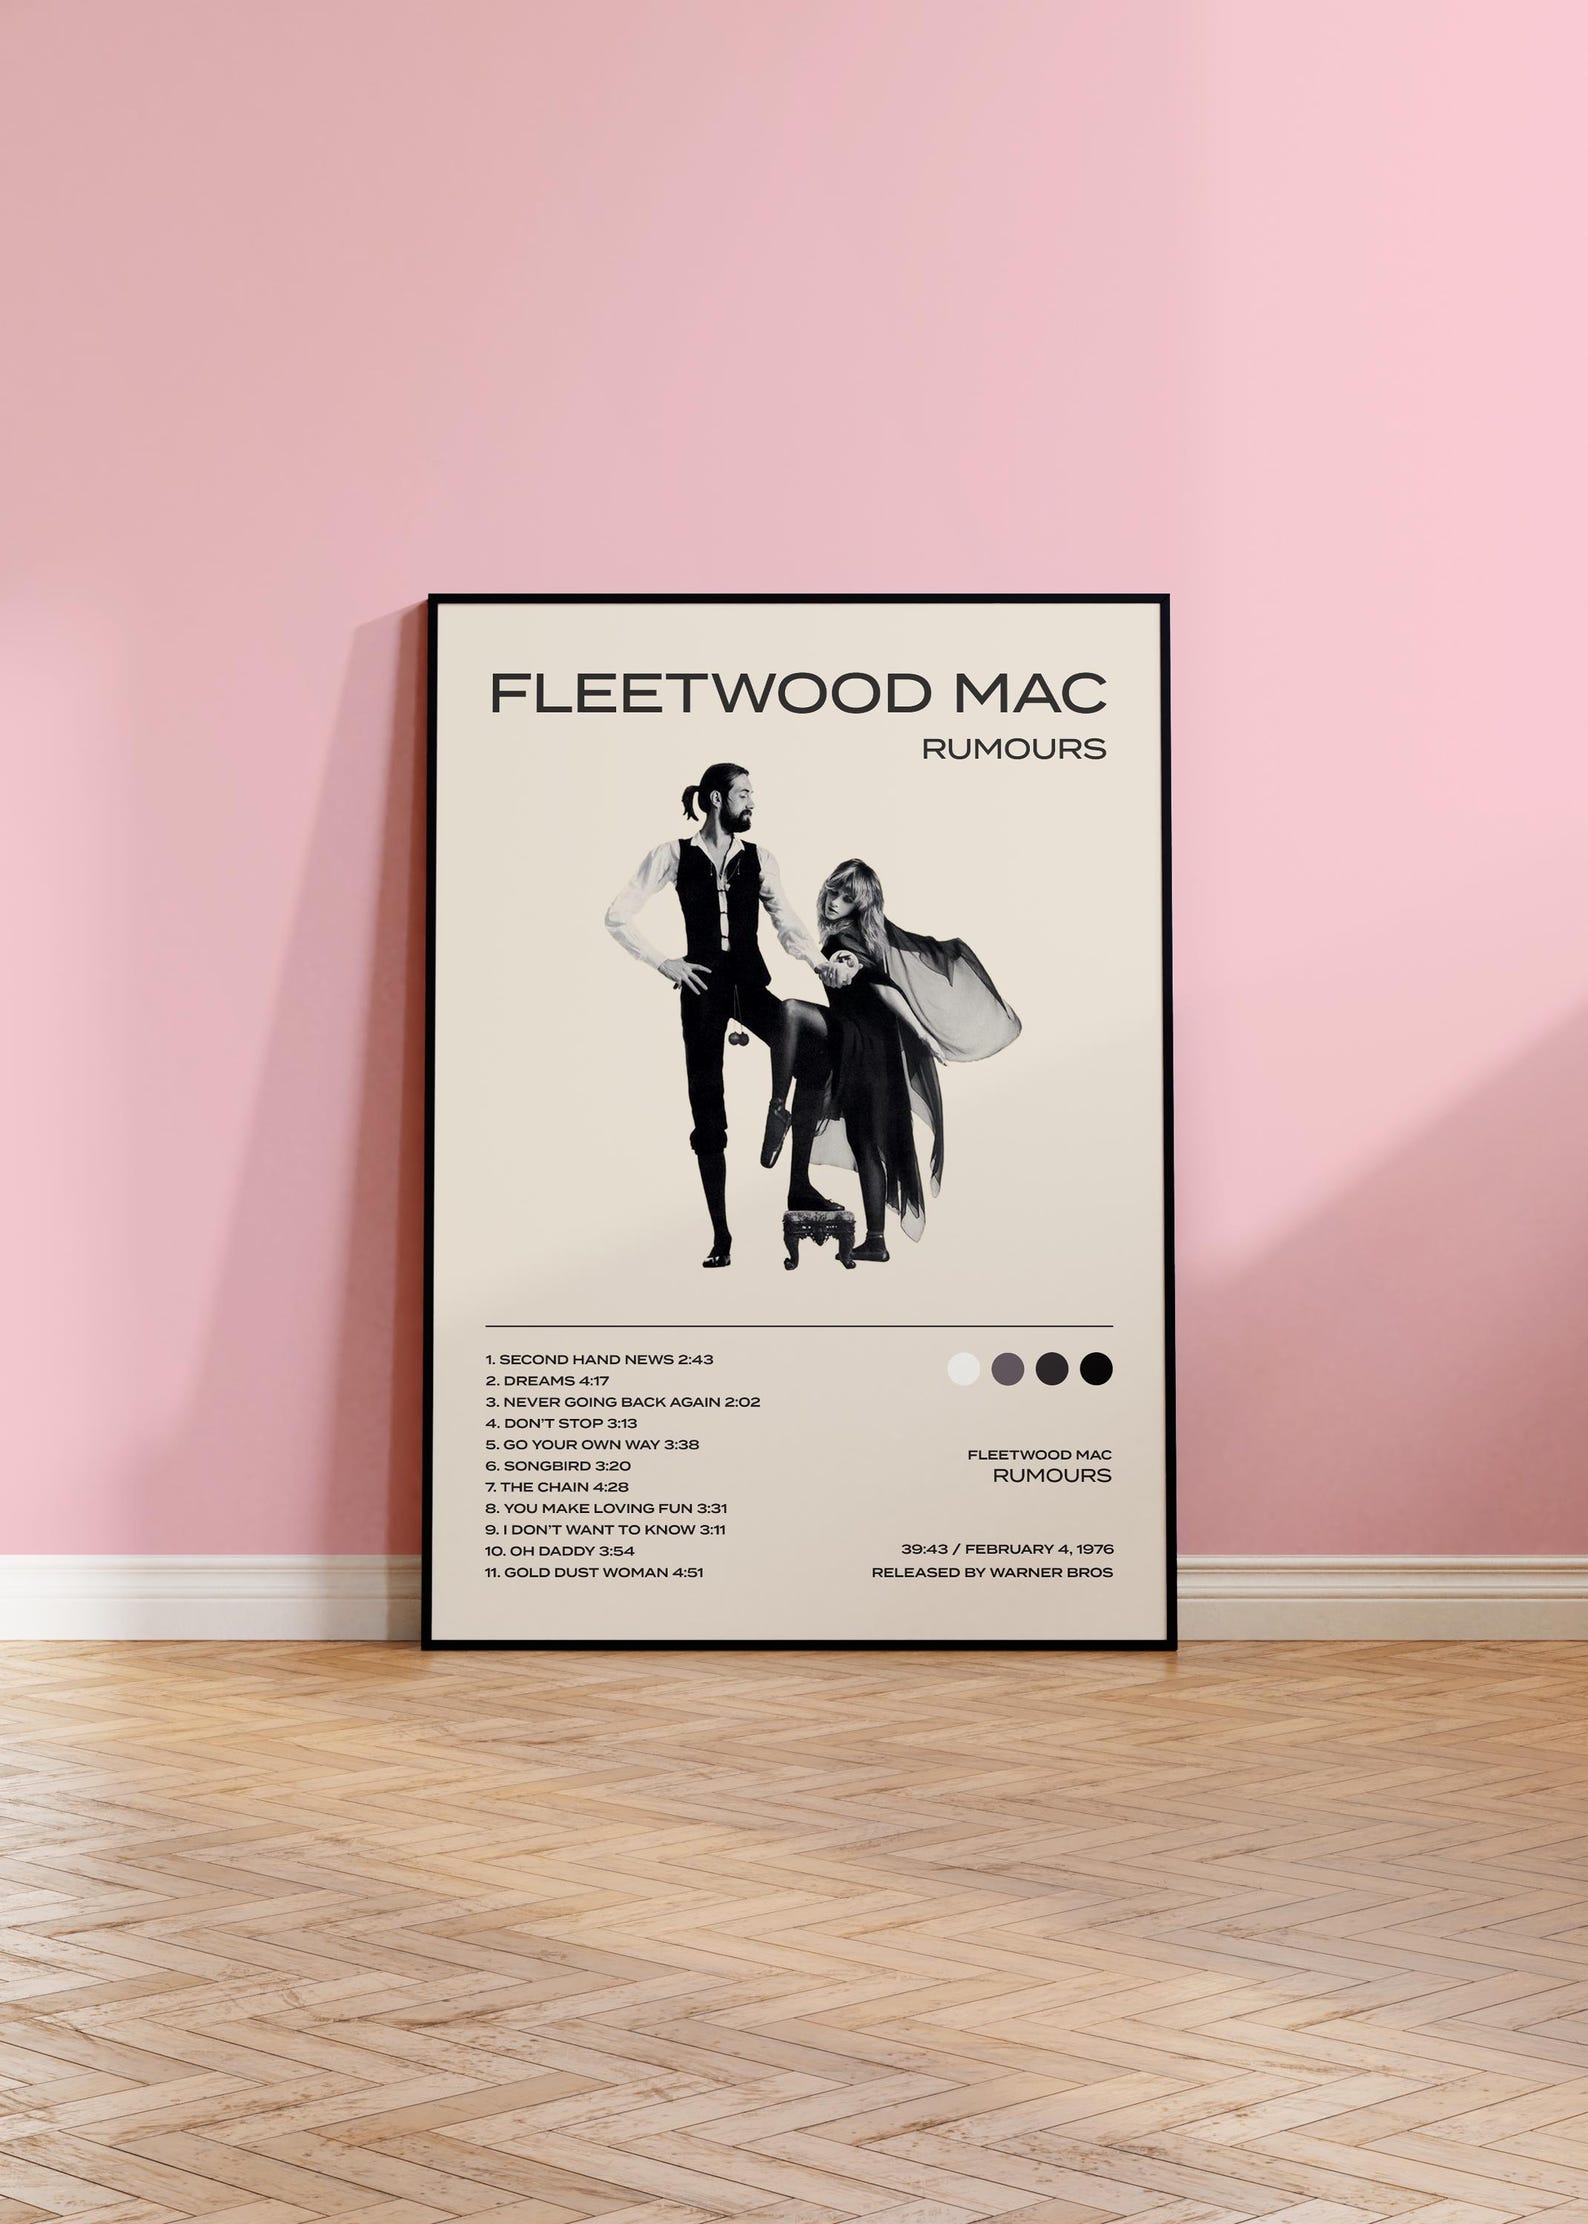 FLEETWOOD MAC
RUMOURS
1. SECOND HAND NEWS 2:43
2. DREAMS 4:17
3. NEVER GOING BACK AGAIN 2:02
4. DON'T STOP 3:13
5. GO YOUR OWN WAY 3:38
6. SONGBIRD 3:20
7. THE CHAIN 4:28
8. YOU MAKE LOVING FUN 3:31
9. I DON'T WANT TO KNOW 3:11
10. OH DADDY 3:54
11. GOLD DUST WOMAN 4:51
FLEETWOOD MAC
RUMOURS
39:43 / FEBRUARY 4, 1976
RELEASED BY WARNER BROS